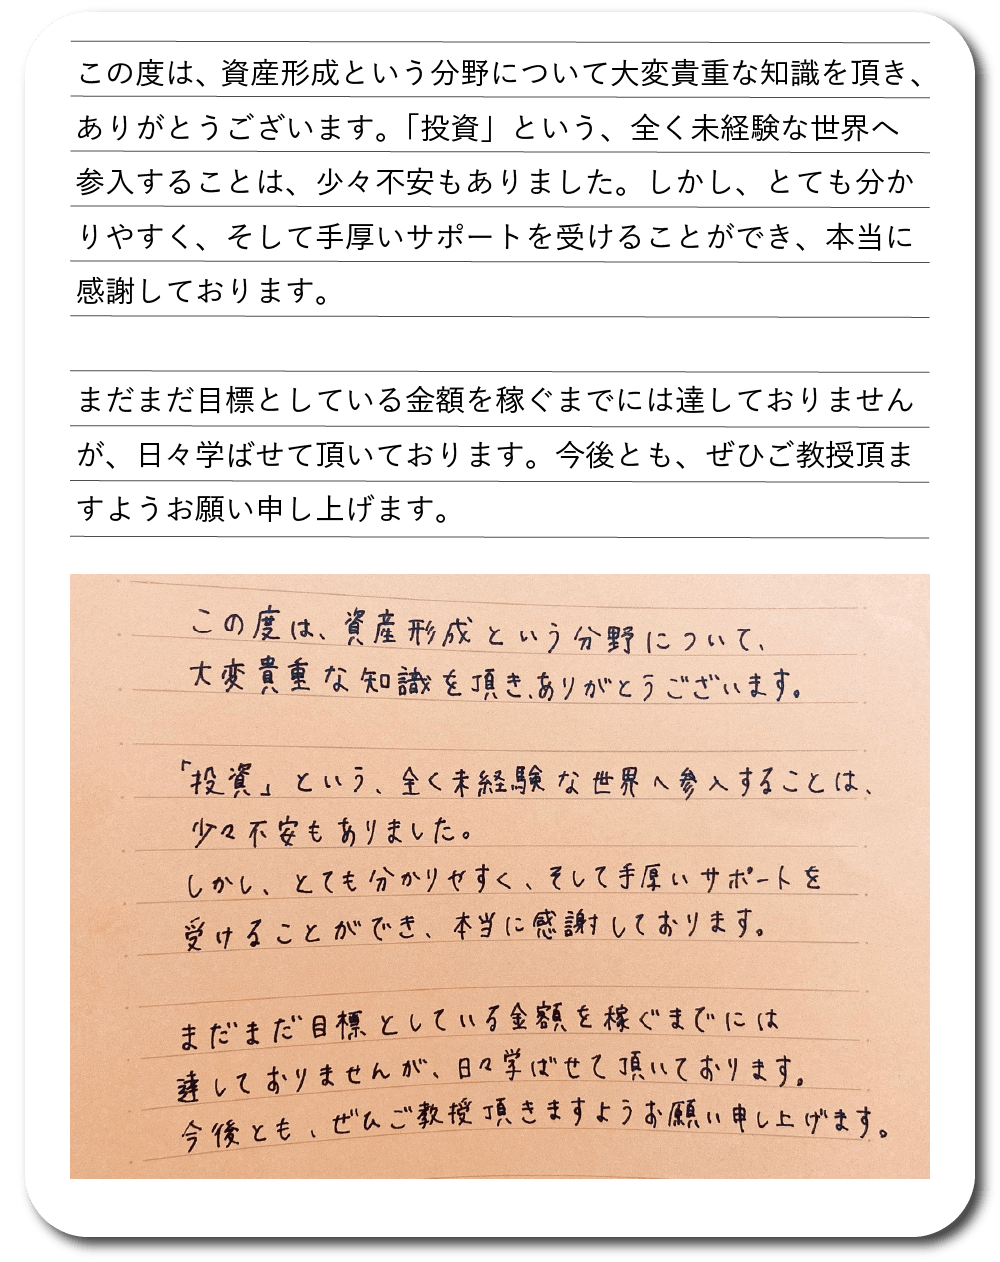 この度は、資産形成という分野について大変貴重な知識を頂き、
ありがとうございます。「投資」という、全く未経験な世界へ
参入することは、少々不安もありました。しかし、とても分か
りやすく、そして手厚いサポートを受けることができ、本当に
感謝しております。
まだまだ目標としている金額を稼ぐまでには達しておりません
が、日々学ばせて頂いております。今後とも、ぜひご教授頂ま
すようお願い申し上げます。
この度は、資産形成という分野について、
大変貴重な知識を頂き、ありがとうございます。
「投資」という、全く未経験な世界へ参入することは、
少々不安もありました。
しかし、とても分かりやすく、そして手厚いサポートを
受けることができ、本当に感謝しております。
まだまだ目標としている金額を稼ぐまでには
達しておりませんが、日々学ばせて頂いております。
今後とも、ぜひご教授頂きますようお願い申し上げます。